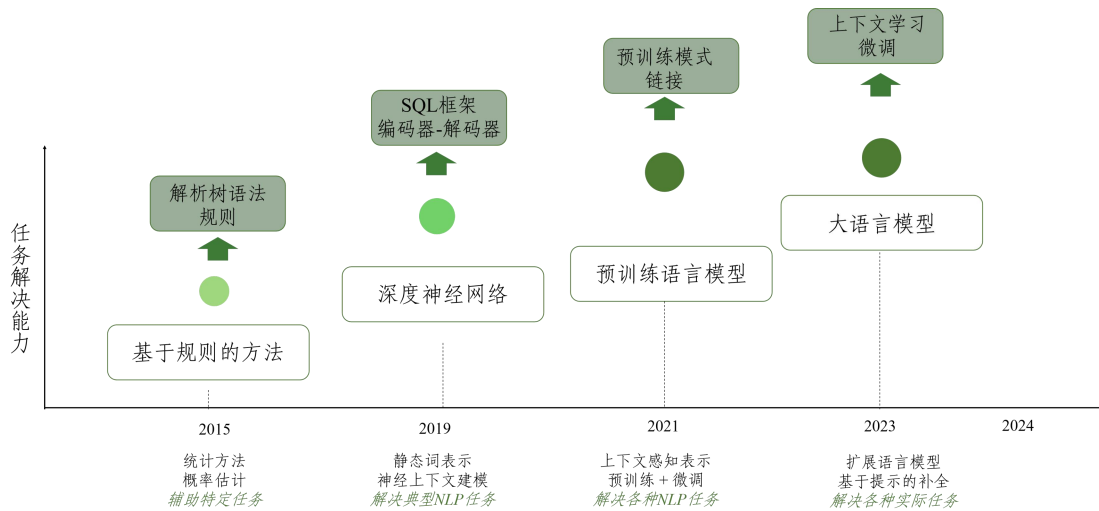 任务解决能力
解析树语法
规则
基于规则的方法
2015
统计方法
概率估计
辅助特定任务
SQL框架
编码器-解码器
深度神经网络
2019
静态词表示
神经上下文建模
解决典型NLP任务
预训练模式
链接
预训练语言模型
2021
上下文感知表示
预训练 + 微调
解决各种NLP任务
上下文学习
微调
大语言模型
2023
扩展语言模型
基于提示的补全
解决各种实际任务
2024